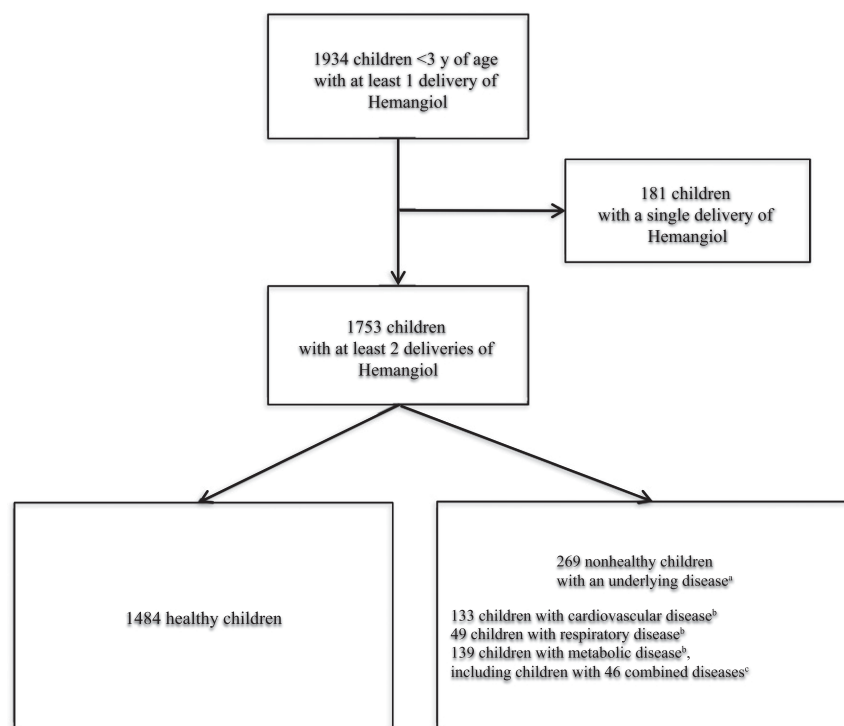 1934 children <3 y of age
with at least 1 delivery of
Hemangiol
181 children
with a single delivery of
Hemangiol
1753 children
with at least 2 deliveries of
Hemangiol
1484 healthy children
269 nonhealthy children
with an underlying diseaseᵃ
133 children with cardiovascular diseaseᵇ
49 children with respiratory diseaseᵇ
139 children with metabolic diseaseᵇ,
including children with 46 combined diseasesᶜ